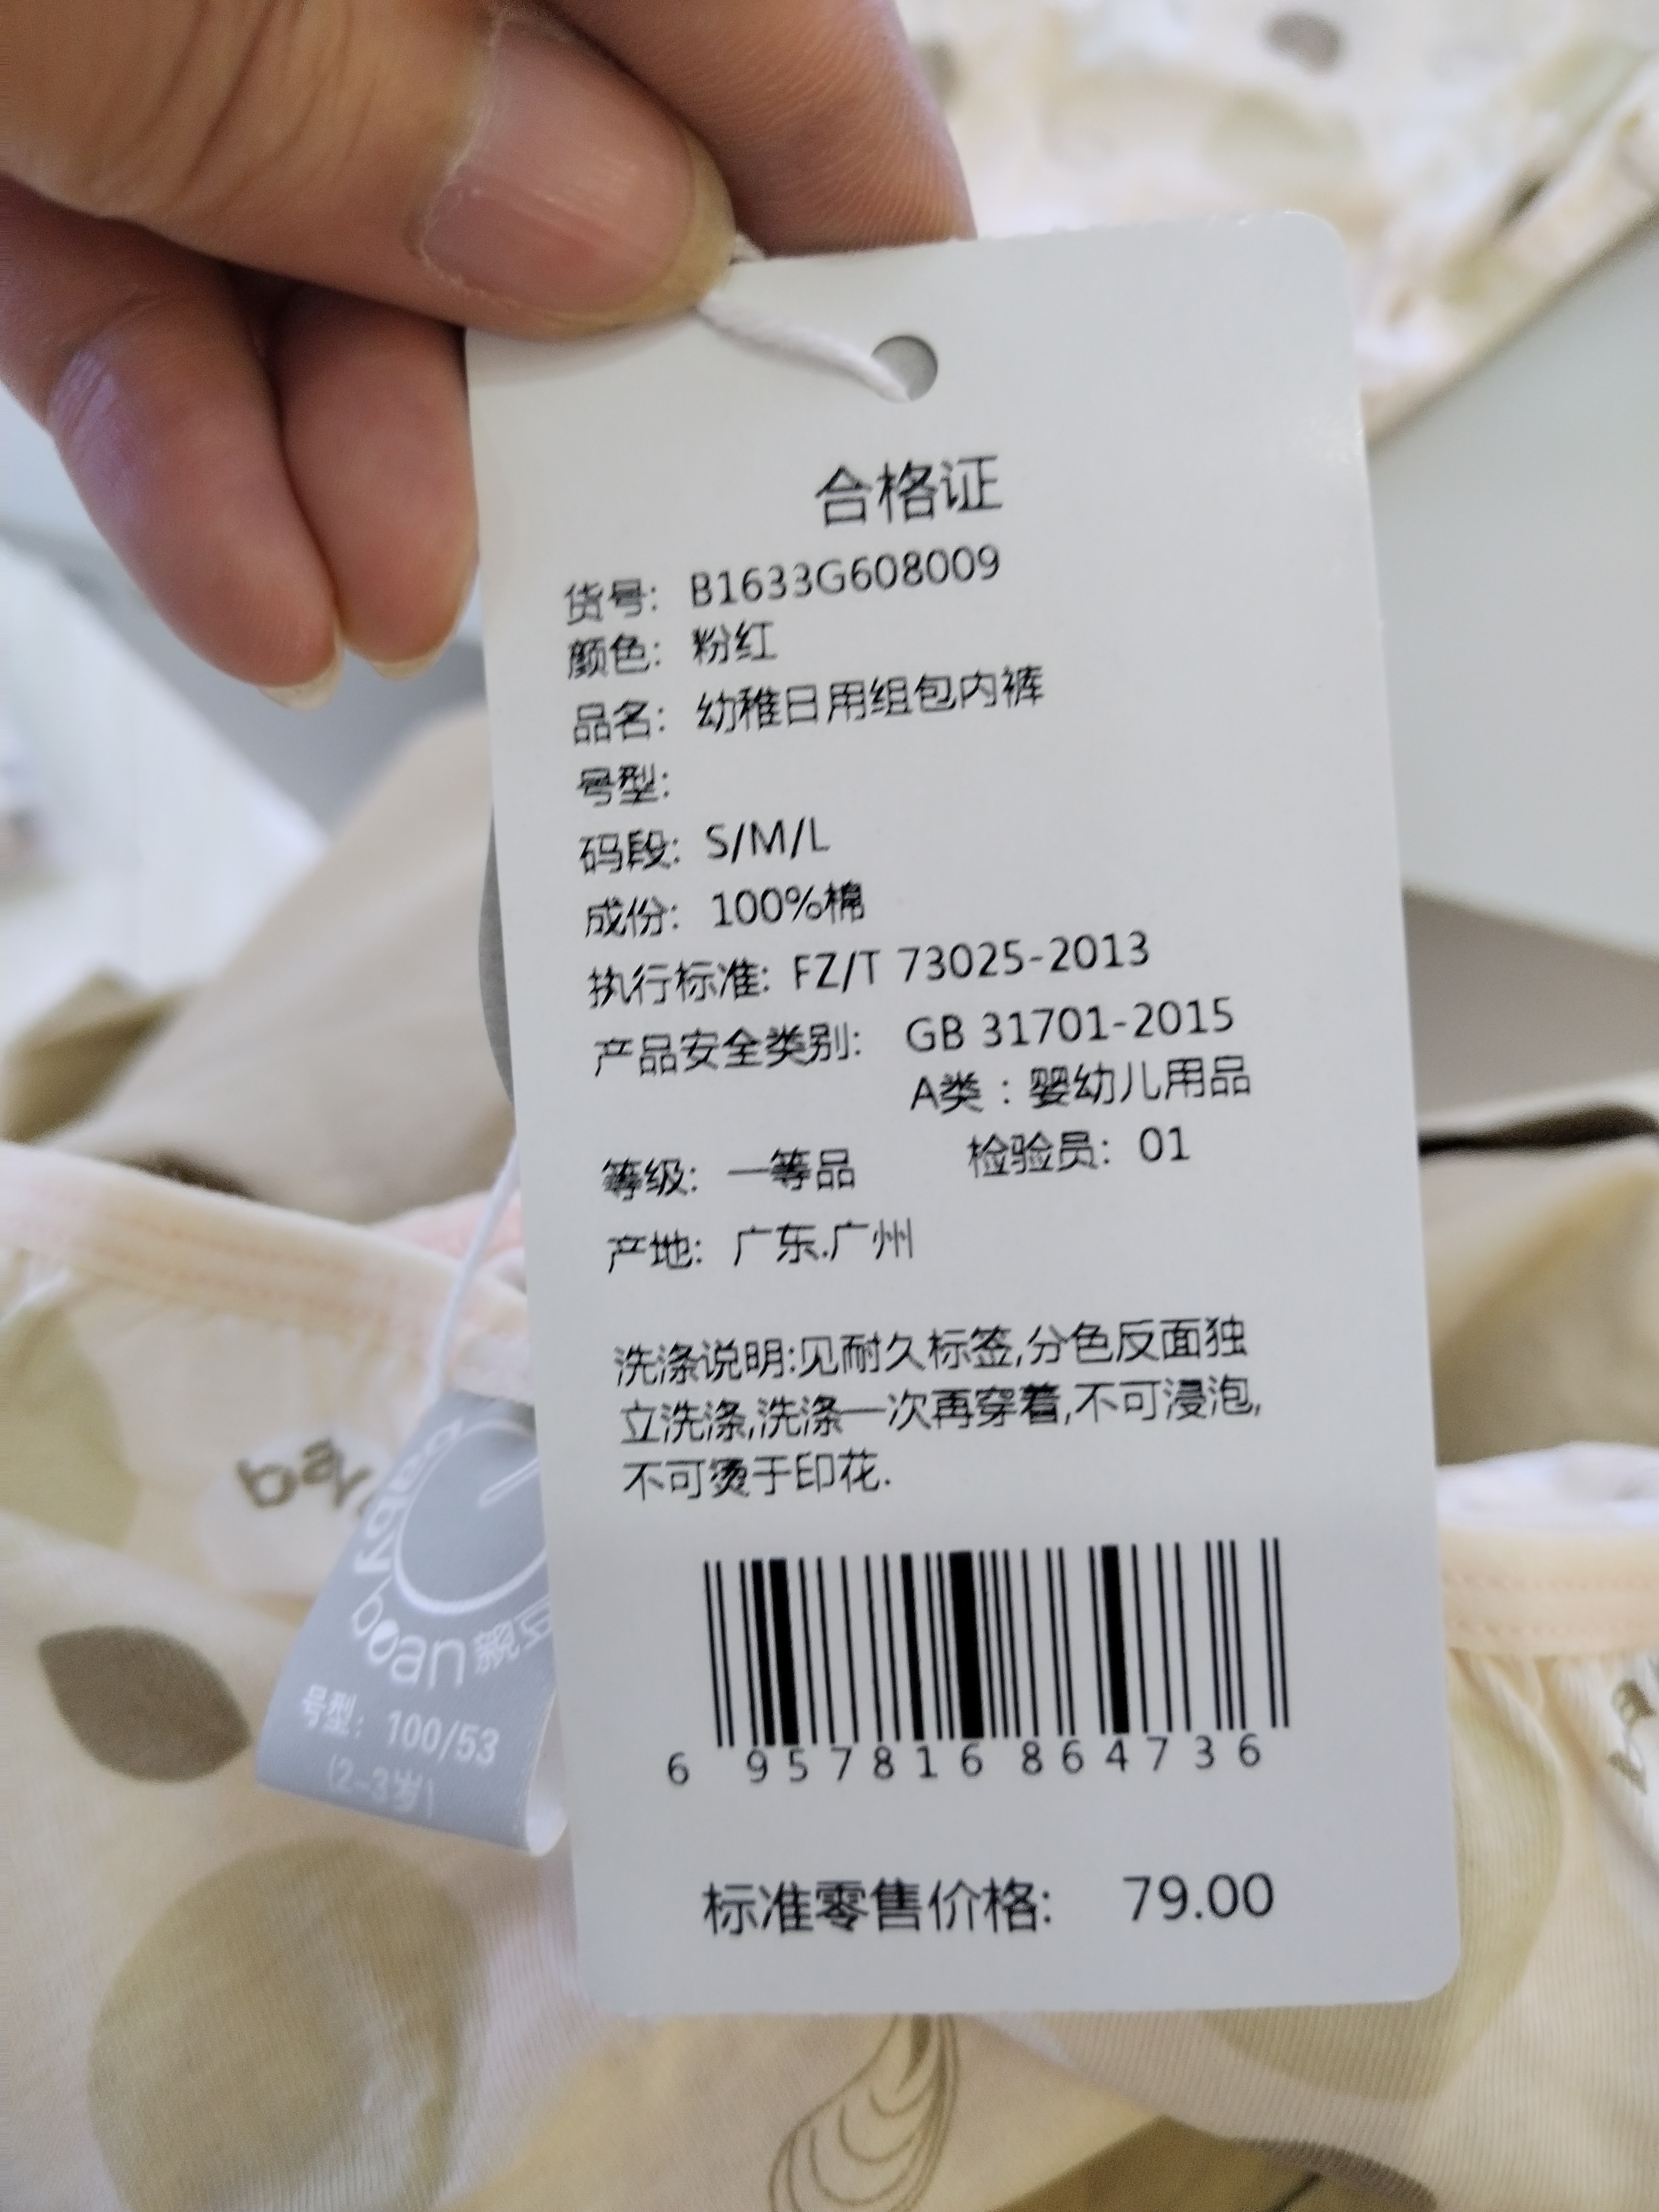 合格证
货号: B1633G608009
颜色: 粉红
品名: 幼稚日用组包内裤
号型:
码段: S/M/L
成份: 100%棉
执行标准: FZ/T 73025-2013
产品安全类别: GB 31701-2015
A类：婴幼儿用品
等级: 一等品 检验员: 01
产地: 广东.广州
洗涤说明:见耐久标签,分色反面独
立洗涤,洗涤一次再穿着,不可浸泡,
不可烫于印花.
6 957816 864736
标准零售价格: 79.00
baby
boan 親
号型: 100/53
(2-3岁)